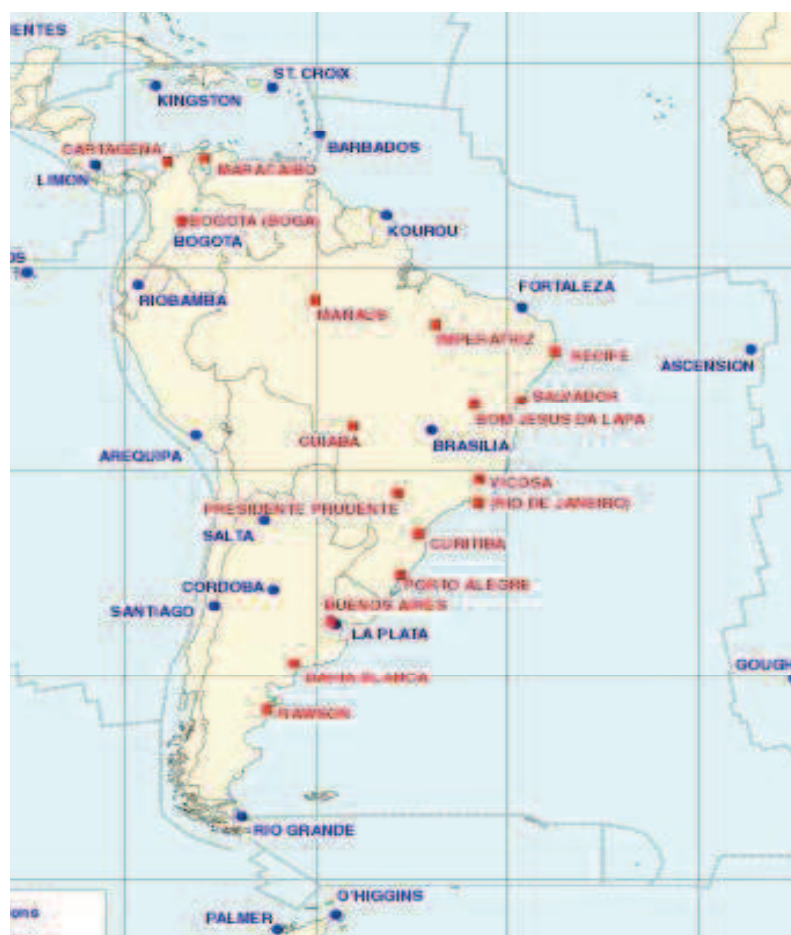 ENTES
ST. CROIX
KINGSTON
BARBADOS
CARTAGENA
MARACAIBO
LIMON
BOGOTA (BOGA)
BOGOTA
KOUROU
OS
RIOBAMBA
FORTALEZA
MANAUS
IMPERATRIZ
RECIFE
ASCENSION
SALVADOR
BOM JESUS DA LAPA
CUIABA
BRASILIA
AREQUIPA
VICOSA
PRESIDENTE PRUDENTE
(RIO DE JANEIRO)
SALTA
CURITIBA
CORDOBA
PORTO ALEGRE
SANTIAGO
BUENOS AIRES
LA PLATA
GOUGH
BAHIA BLANCA
RAWSON
RIO GRANDE
O'HIGGINS
ons
PALMER